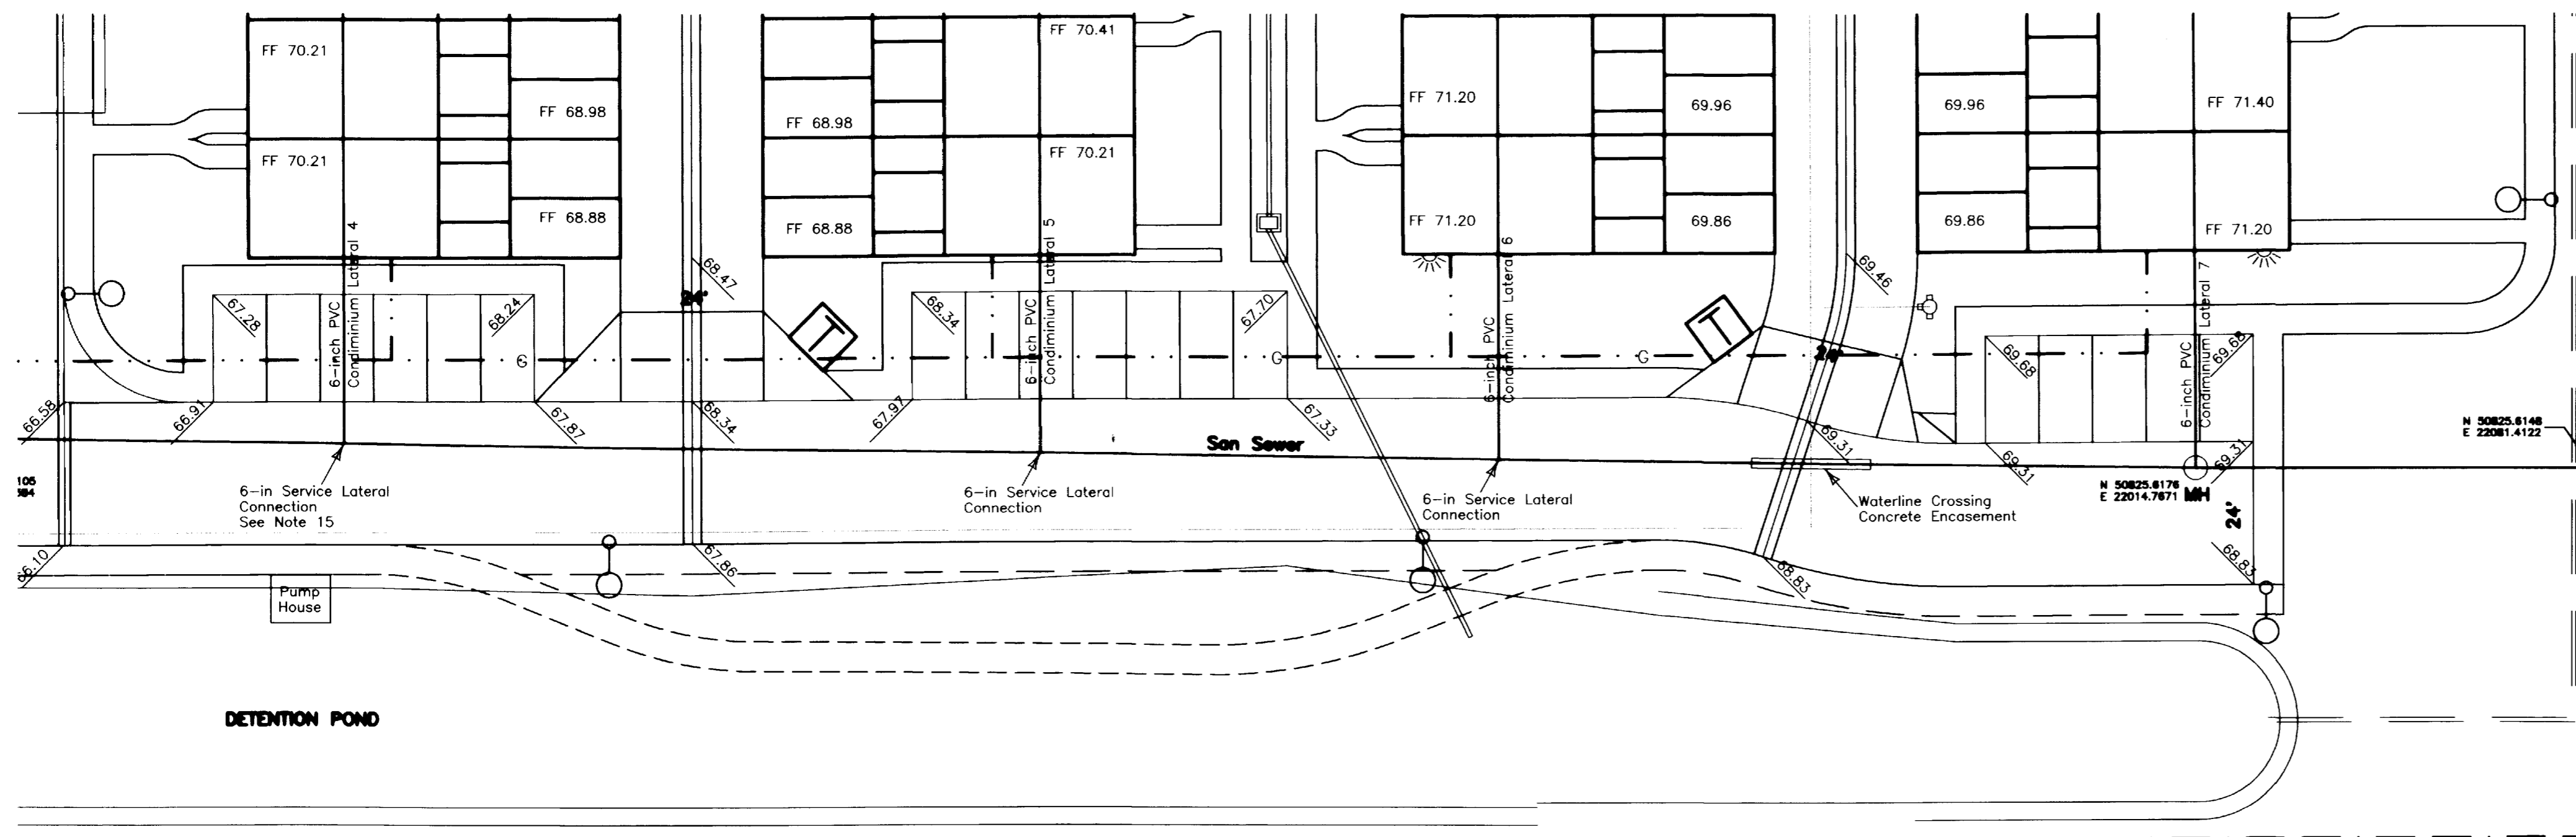 FF 70.21
FF 68.98
FF 70.21
FF 68.88
FF 70.41
FF 68.98
FF 70.21
FF 68.88
FF 71.20
69.96
FF 71.20
69.86
69.96
FF 71.40
69.86
FF 71.20
6-inch PVC
Condiminium Lateral 4
6-inch PVC
Condiminium Lateral 5
6-inch PVC
Condiminium Lateral 6
6-inch PVC
Condiminium Lateral 7
68.47
24'
69.46
24'
67.28
68.24
68.34
67.70
69.68
69.68
G
G
G
T
T
66.58
66.91
67.87
68.34
67.97
67.33
69.31
69.31
69.31
San Sewer
N 50825.6148
E 22081.4122
105
6-in Service Lateral
Connection
See Note 15
6-in Service Lateral
Connection
6-in Service Lateral
Connection
Waterline Crossing
Concrete Encasement
N 50825.6176
E 22014.7671
MH
24'
67.86
68.83
68.83
Pump
House
DETENTION POND